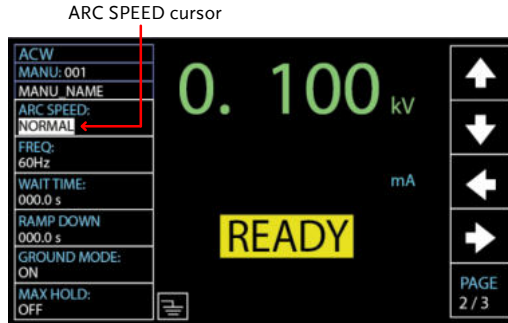 ARC SPEED cursor
ACW
MANU: 001
MANU_NAME
ARC SPEED:
NORMAL
FREQ:
60Hz
WAIT TIME:
000.0 s
RAMP DOWN
000.0 s
GROUND MODE:
ON
MAX HOLD:
OFF
0. 100 kV
mA
READY
PAGE
2 / 3